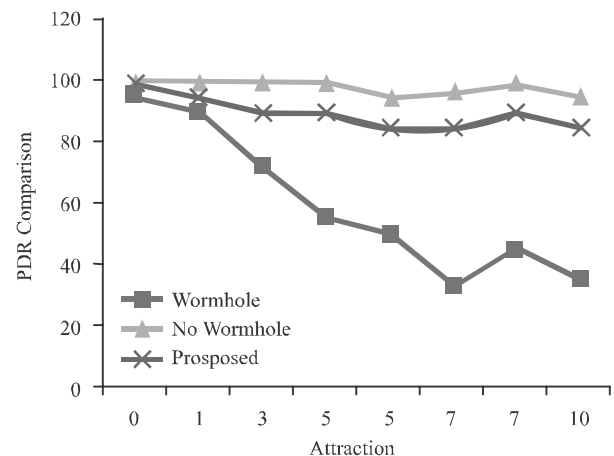 120
100
80
60
40
20
0
PDR Comparison
Wormhole
No Wormhole
Prosposed
0 1 3 5 5 7 7 10
Attraction